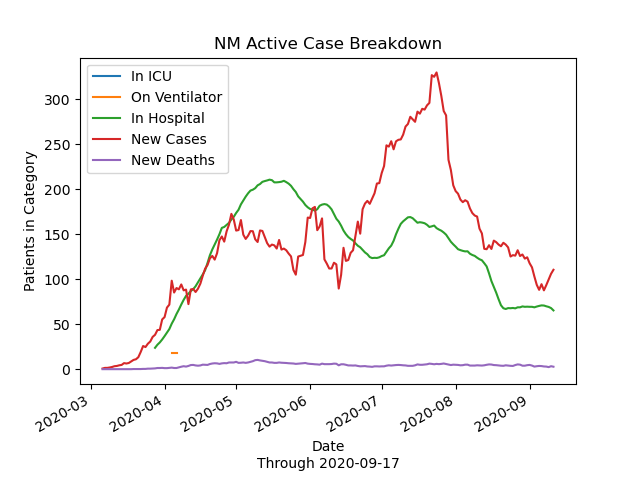 NM Active Case Breakdown
In ICU
On Ventilator
In Hospital
New Cases
New Deaths
Patients in Category
300
250
200
150
100
50
0
2020-03
2020-04
2020-05
2020-06
2020-07
2020-08
2020-09
Date
Through 2020-09-17